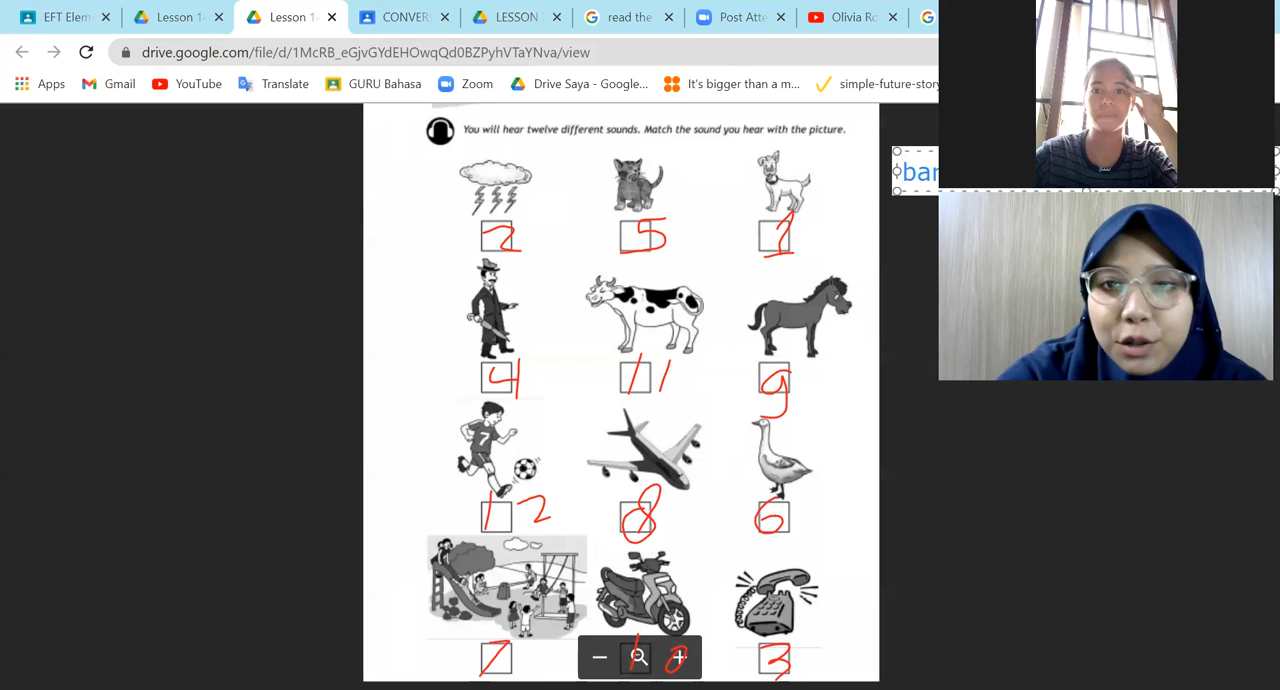 EFT Elem
Lesson 1
Lesson 1
CONVER
LESSON
read the
Post Atte
Olivia Ro
drive.google.com/file/d/1McRB_eGjvGYdEHOwqQd0BZPyhVTaYNva/view
Apps Gmail YouTube Translate GURU Bahasa Zoom Drive Saya - Google... It's bigger than a m... simple-future-story
You will hear twelve different sounds. Match the sound you hear with the picture.
bar
2 5 1
4 11 9
7
12 8 6
7 10 3